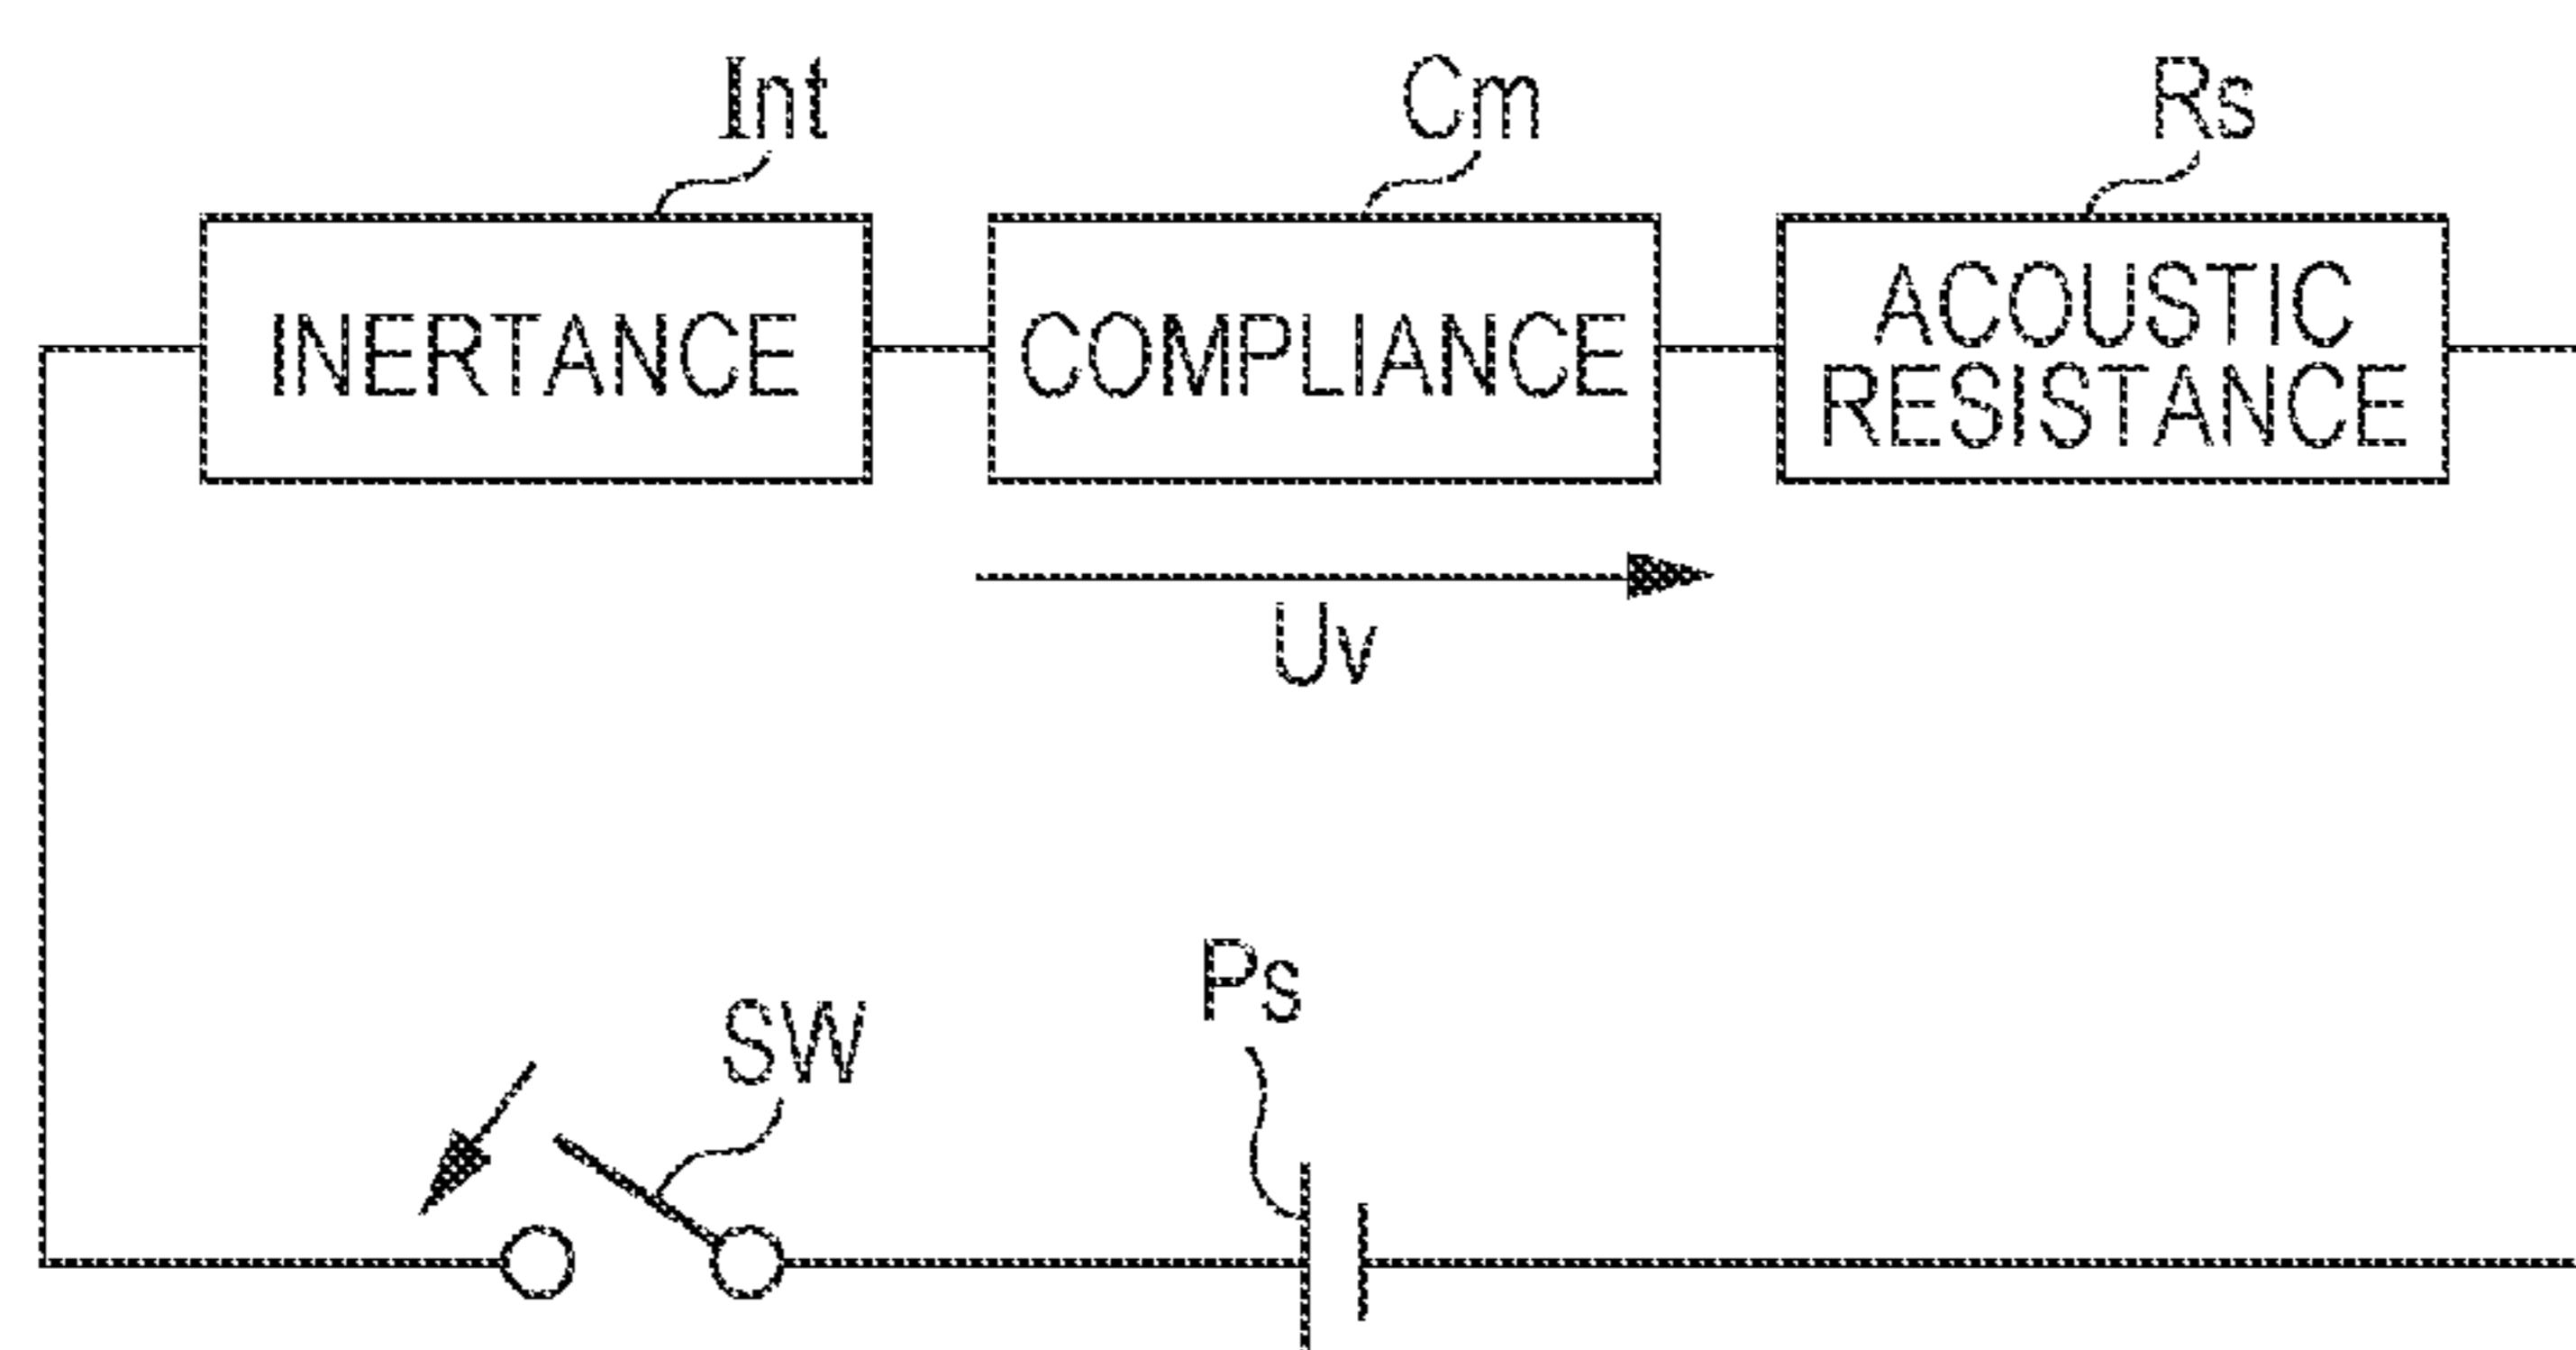 Int
Cm
Rs
INERTANCE
COMPLIANCE
ACOUSTIC
RESISTANCE
Uv
Ps
SW